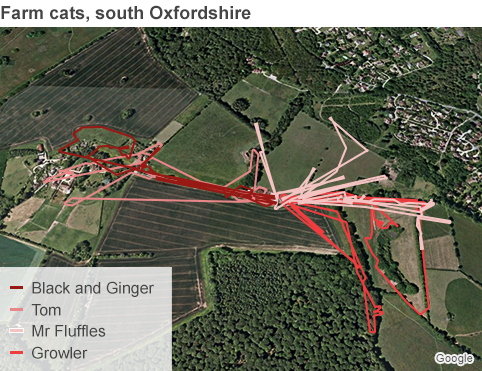 Farm cats, south Oxfordshire
Black and Ginger
Tom
Mr Fluffles
Growler
Google